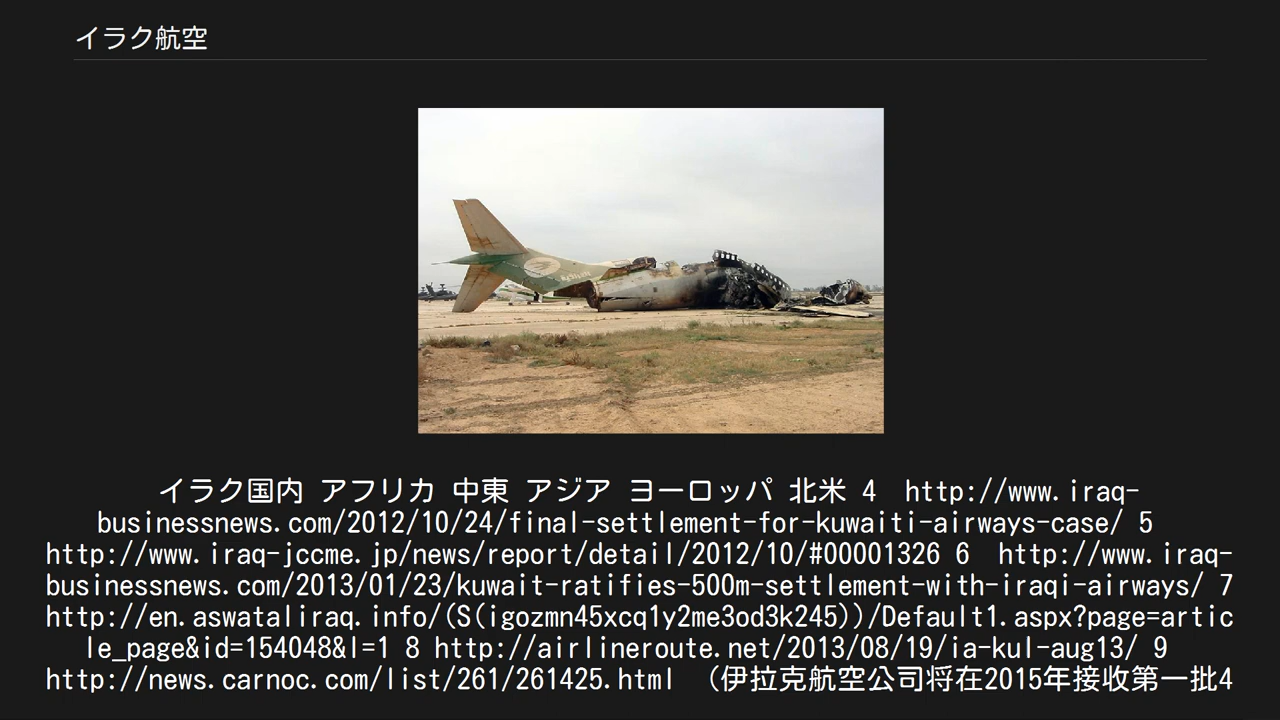 イラク航空
イラク国内 アフリカ 中東 アジア ヨーロッパ 北米 4 http://www.iraq-
businessnews.com/2012/10/24/final-settlement-for-kuwaiti-airways-case/ 5
http://www.iraq-jccme.jp/news/report/detail/2012/10/#00001326 6 http://www.iraq-
businessnews.com/2013/01/23/kuwait-ratifies-500m-settlement-with-iraqi-airways/ 7
http://en.aswataliraq.info/(S(igozmn45xcq1y2me3od3k245))/Default1.aspx?page=artic
le_page&id=154048&l=1 8 http://airlineroute.net/2013/08/19/ia-kul-aug13/ 9
http://news.carnoc.com/list/261/261425.html （伊拉克航空公司将在2015年接收第一批4